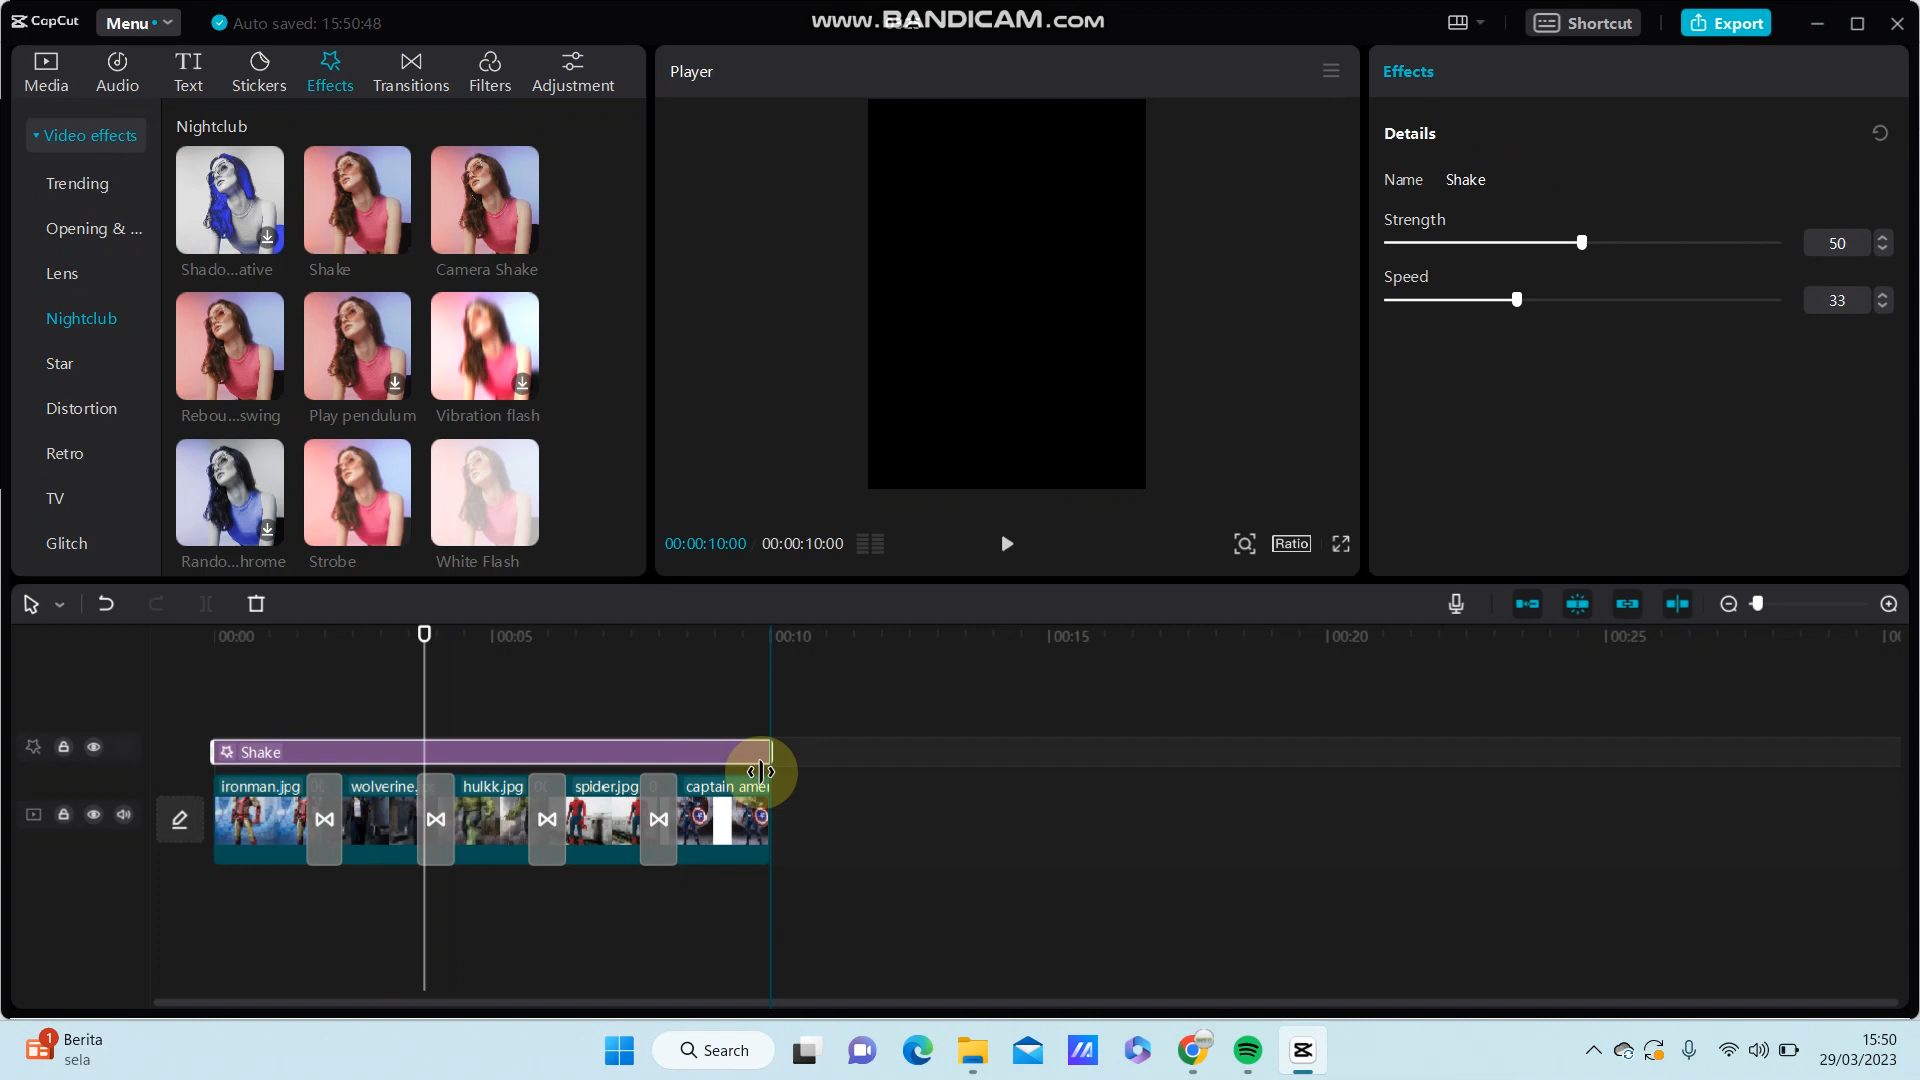 CapCut
Menu
Auto saved: 15:50:48
www.BANDICAM.com
Shortcut
Export
Media
Audio
Text
Stickers
Effects
Transitions
Filters
Adjustment
Player
Effects
Video effects
Trending
Opening & ...
Lens
Nightclub
Star
Distortion
Retro
TV
Glitch
Nightclub
Shado...ative
Shake
Camera Shake
Rebou...swing
Play pendulum
Vibration flash
Rando...hrome
Strobe
White Flash
00:00:10:00
00:00:10:00
Ratio
Details
Name Shake
Strength
50
Speed
33
00:00
00:05
00:10
00:15
00:20
00:25
Shake
ironman.jpg
wolverine.
hulkk.jpg
spider.jpg
captain amer
Berita
sela
1
Search
15:50
29/03/2023